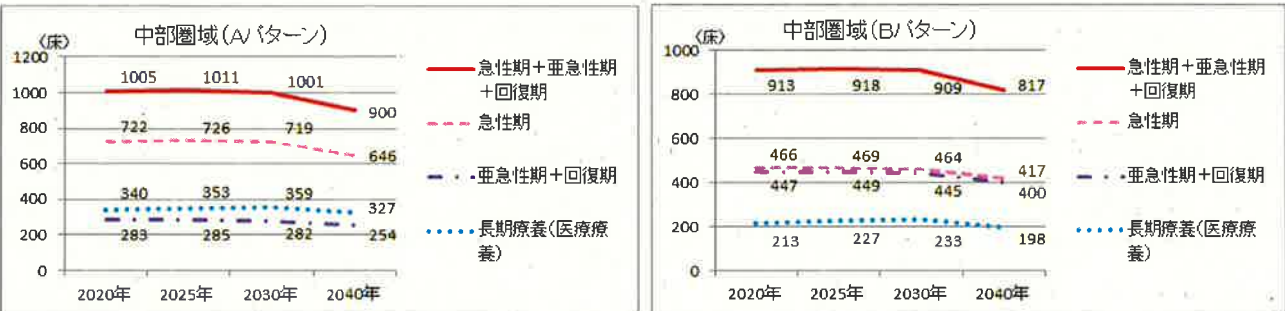 中部圏域(Aパターン)
〈床〉
1200
1000
800
600
400
200
0
1005 1011 1001 900
722 726 719 646
340 353 359 327
283 285 282 254
2020年 2025年 2030年 2040年
急性期+亜急性期
+回復期
急性期
亜急性期+回復期
長期療養(医療療
養)
中部圏域(Bパターン)
〈床〉
1000
800
600
400
200
0
913 918 909 817
466 469 464 417
447 449 445 400
213 227 233 198
2020年 2025年 2030年 2040年
急性期+亜急性期
+回復期
急性期
亜急性期+回復期
長期療養(医療療
養)